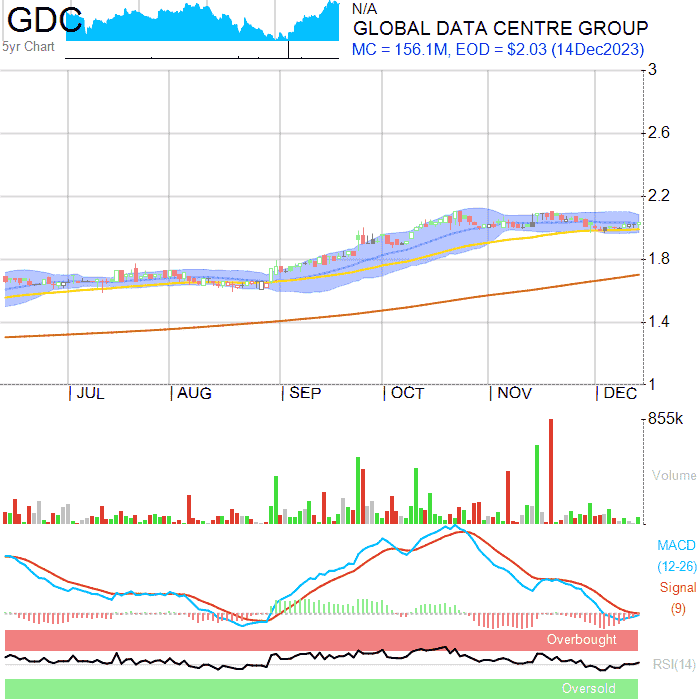 GDC
5yr Chart
N/A
GLOBAL DATA CENTRE GROUP
MC = 156.1M, EOD = $2.03 (14Dec2023)
3
2.6
2.2
1.8
1.4
1
JUL AUG SEP OCT NOV DEC
855k
Volume
MACD
(12-26)
Signal
(9)
Overbought
RSI(14)
Oversold